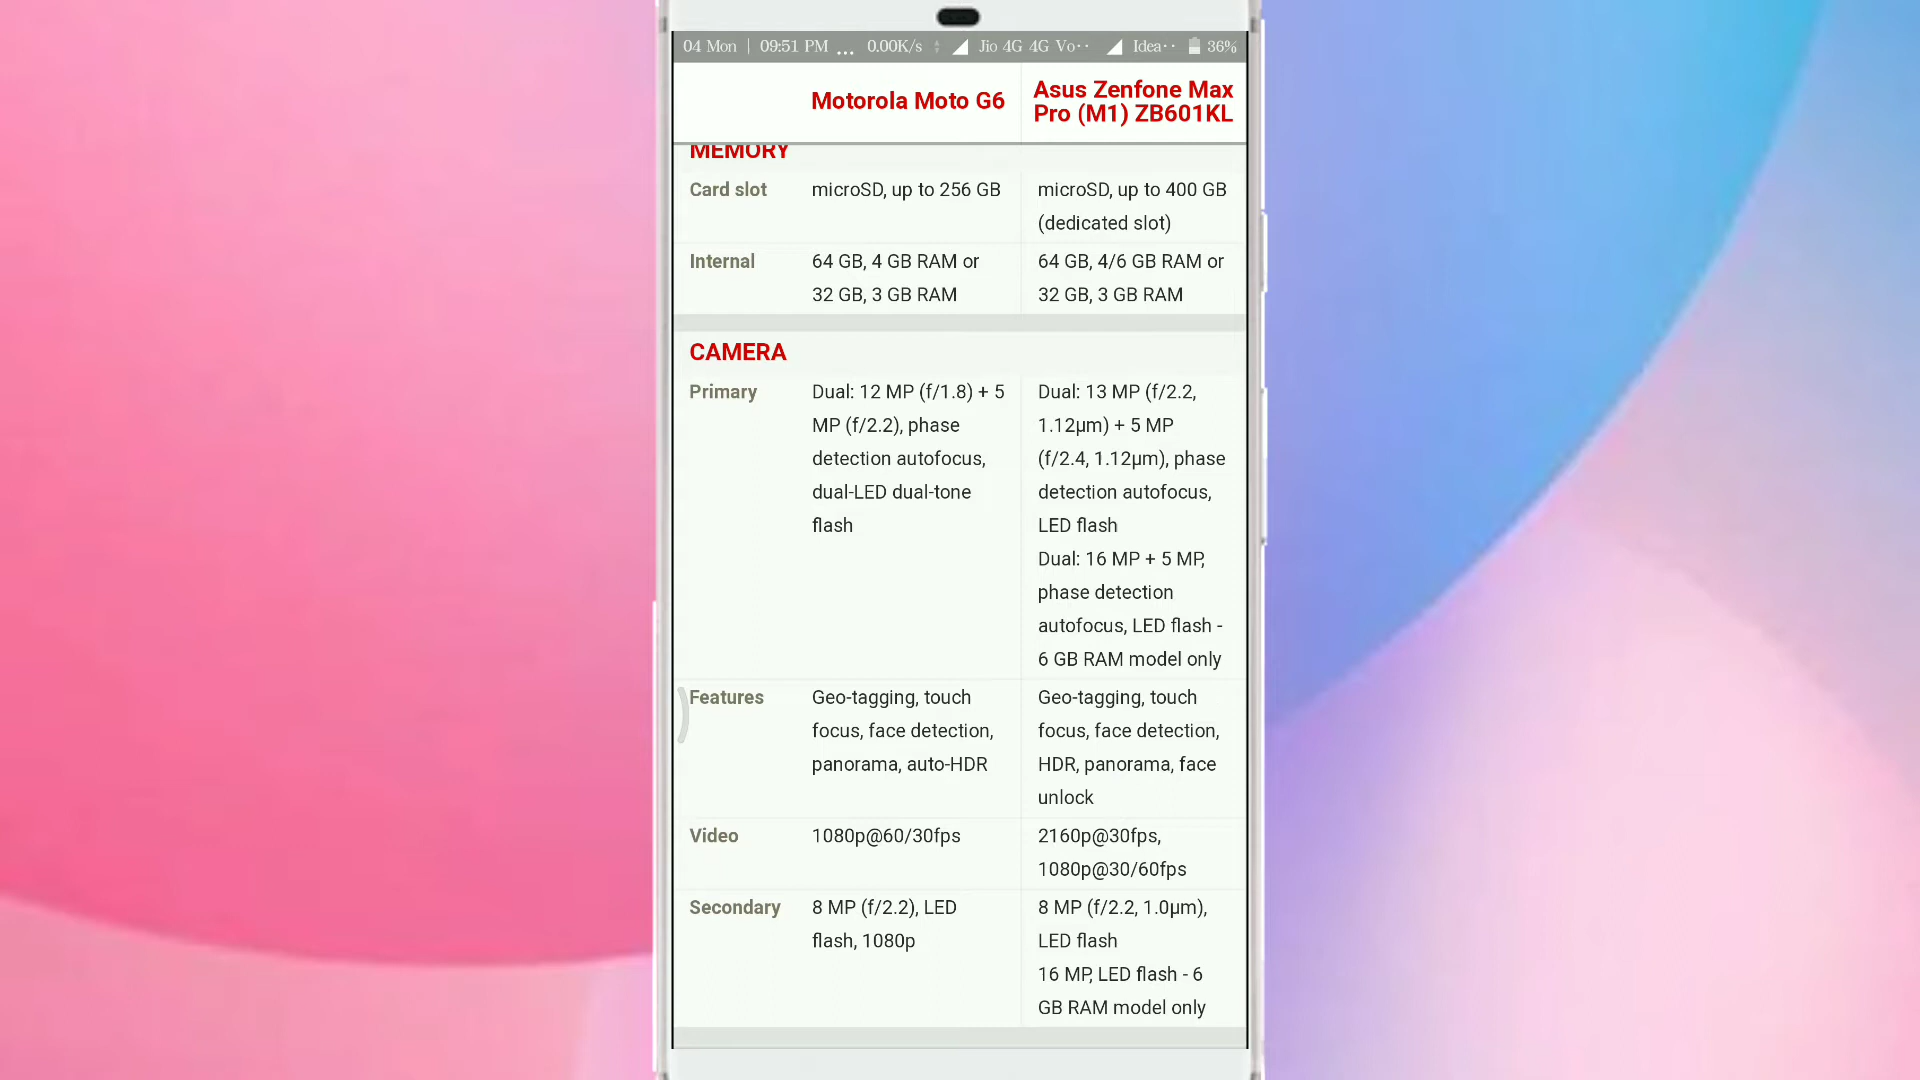 04 Mon | 09:51 PM ... 0.00K/s Jio 4G 4G Vo·· Idea·· 36%
Motorola Moto G6
Asus Zenfone Max
Pro (M1) ZB601KL
MEMORY
Card slot
microSD, up to 256 GB
microSD, up to 400 GB
(dedicated slot)
Internal
64 GB, 4 GB RAM or
32 GB, 3 GB RAM
64 GB, 4/6 GB RAM or
32 GB, 3 GB RAM
CAMERA
Primary
Dual: 12 MP (f/1.8) + 5
MP (f/2.2), phase
detection autofocus,
dual-LED dual-tone
flash
Dual: 13 MP (f/2.2,
1.12µm) + 5 MP
(f/2.4, 1.12µm), phase
detection autofocus,
LED flash
Dual: 16 MP + 5 MP,
phase detection
autofocus, LED flash -
6 GB RAM model only
Features
Geo-tagging, touch
focus, face detection,
panorama, auto-HDR
Geo-tagging, touch
focus, face detection,
HDR, panorama, face
unlock
Video
1080p@60/30fps
2160p@30fps,
1080p@30/60fps
Secondary
8 MP (f/2.2), LED
flash, 1080p
8 MP (f/2.2, 1.0µm),
LED flash
16 MP, LED flash - 6
GB RAM model only